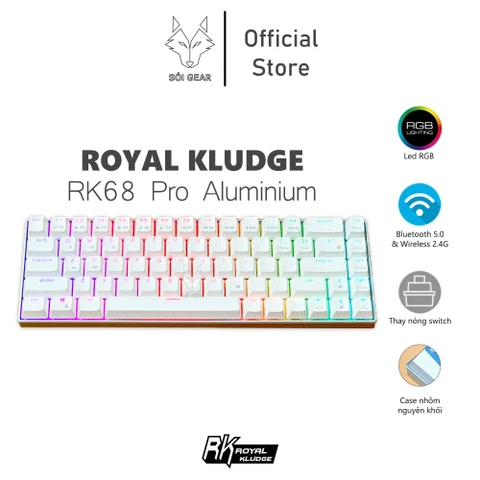 SÓI GEAR
Official
Store
ROYAL KLUDGE
RK68 Pro Aluminium
RGB
LIGHTING
Led RGB
Bluetooth 5.0
& Wireless 2.4G
Thay nóng switch
Case nhôm
nguyên khối
RK ROYAL
KLUDGE